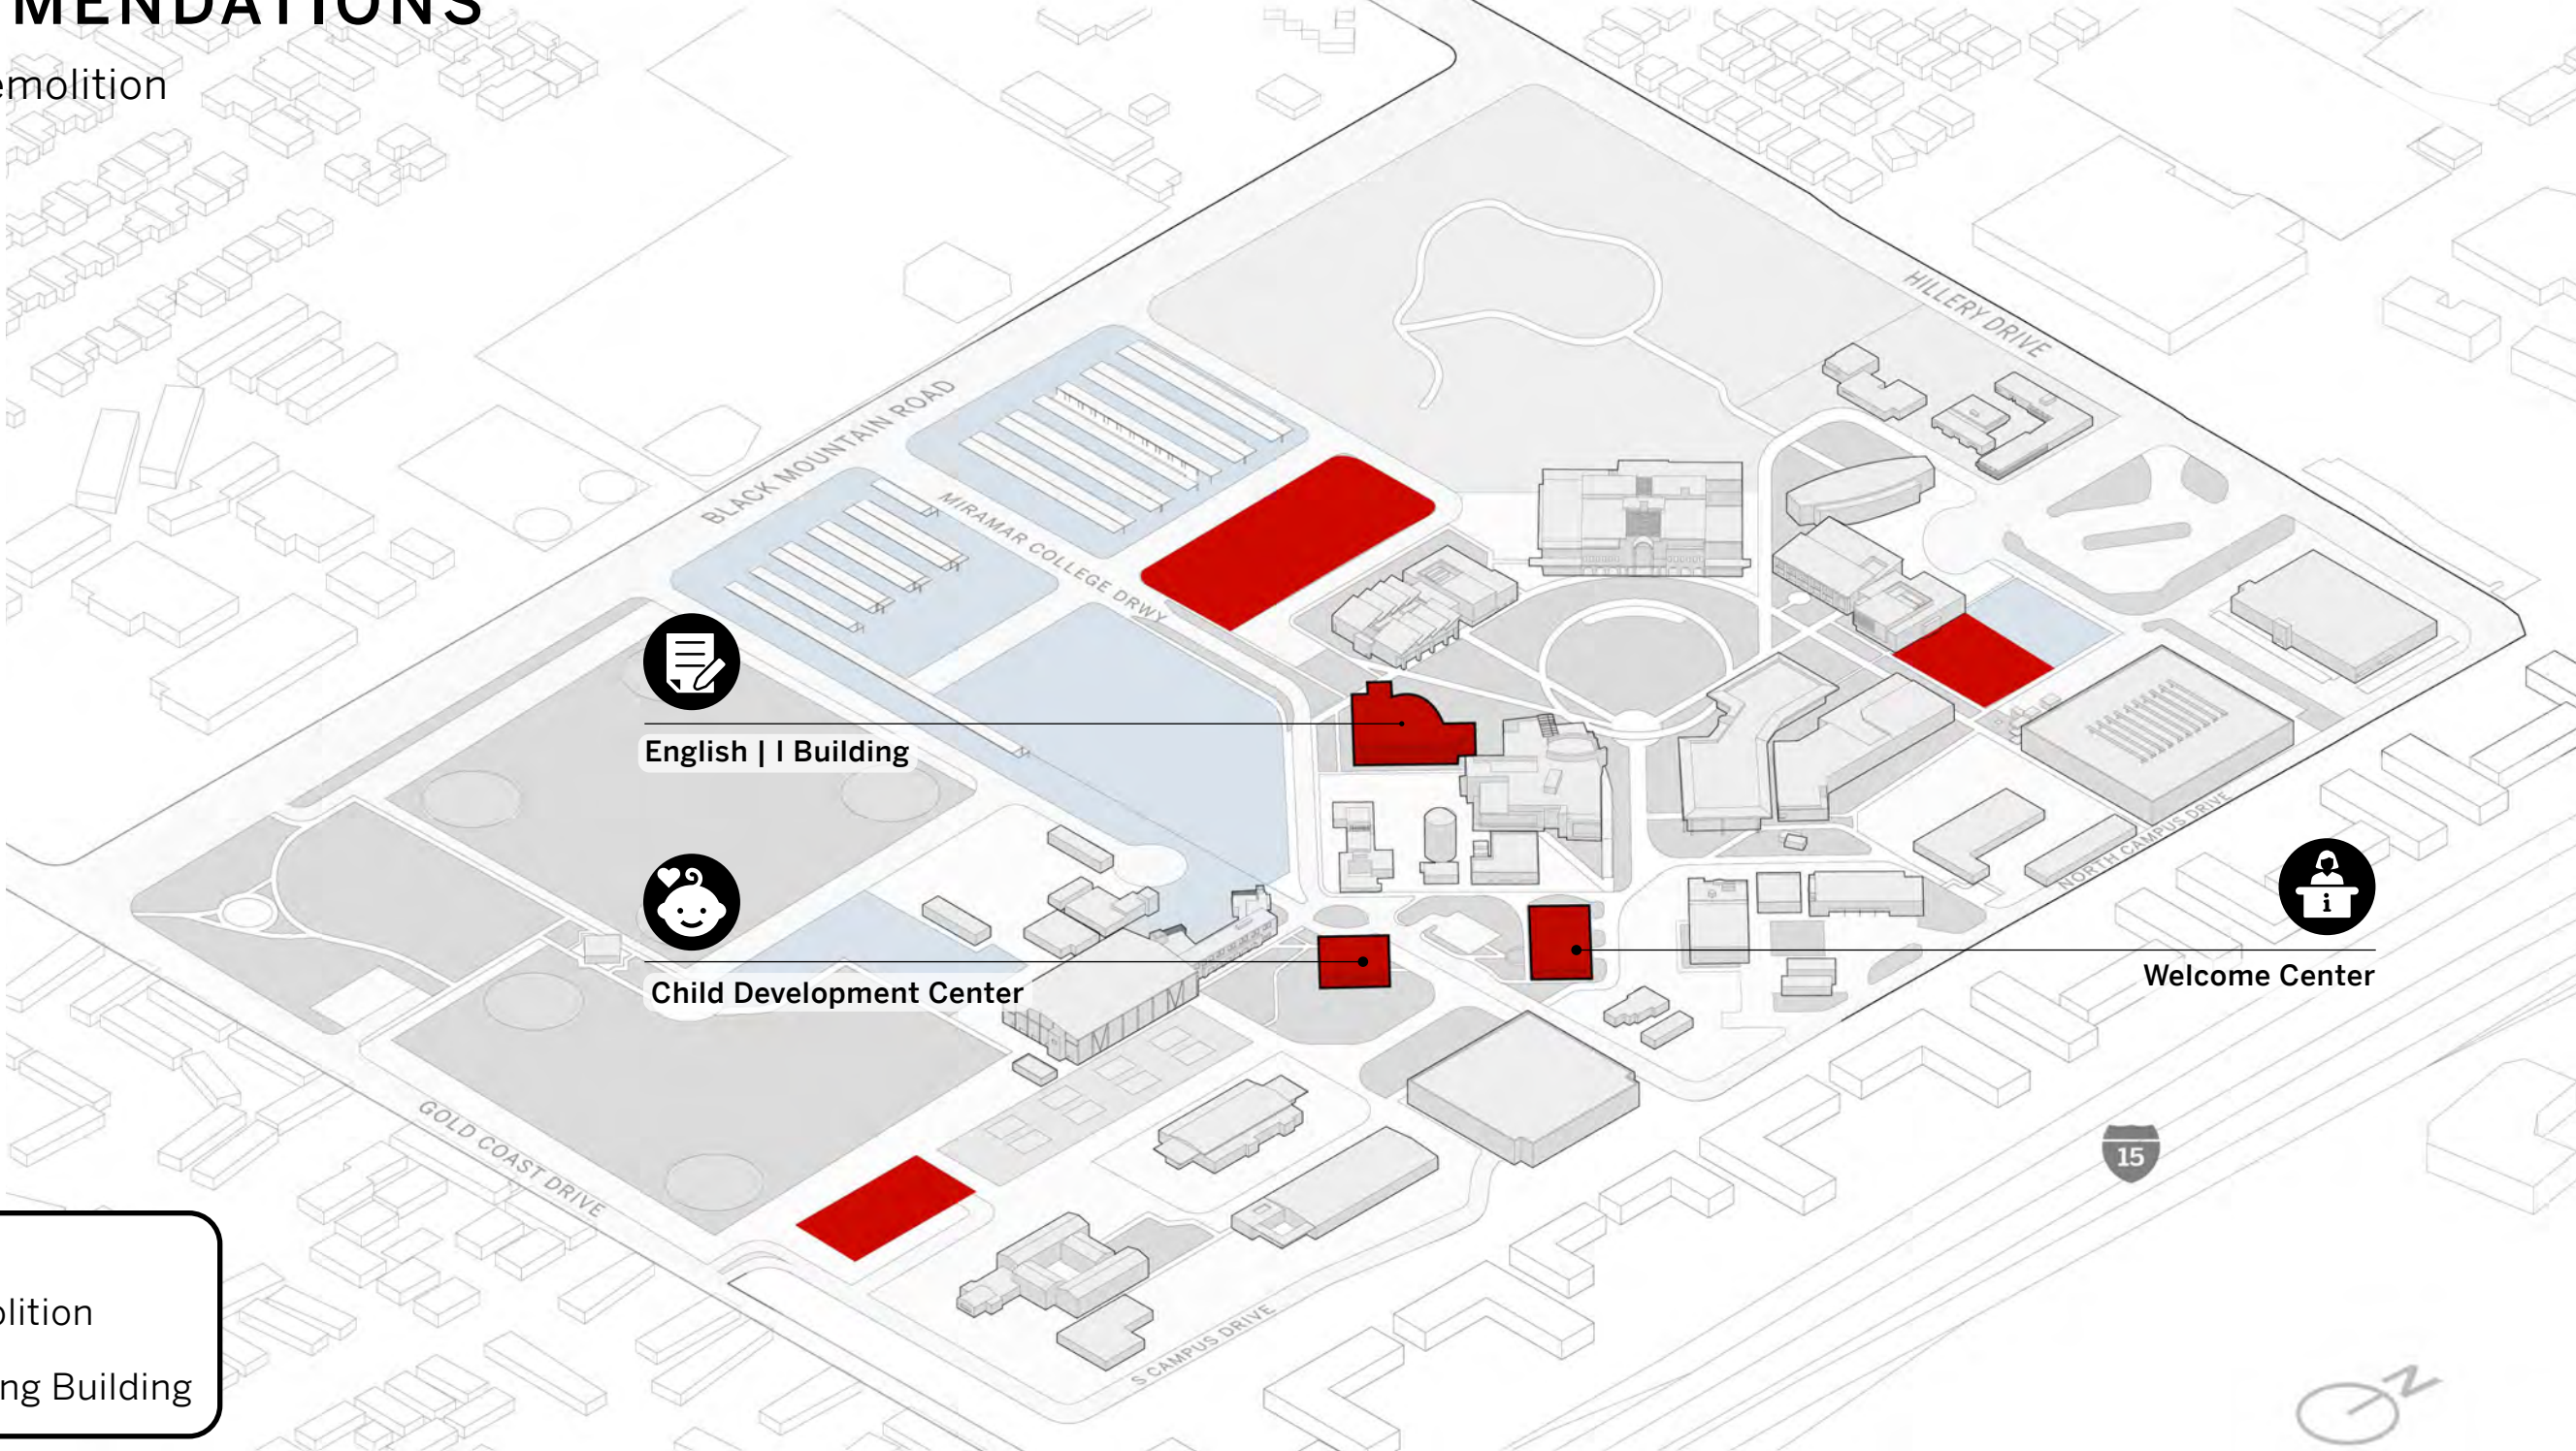 MENDATIONS
emolition
HILLERY DRIVE
BLACK MOUNTAIN ROAD
MIRAMAR COLLEGE DRWY
English | I Building
NORTH CAMPUS DRIVE
Child Development Center
Welcome Center
i
GOLD COAST DRIVE
15
S CAMPUS DRIVE
olition
ng Building
N